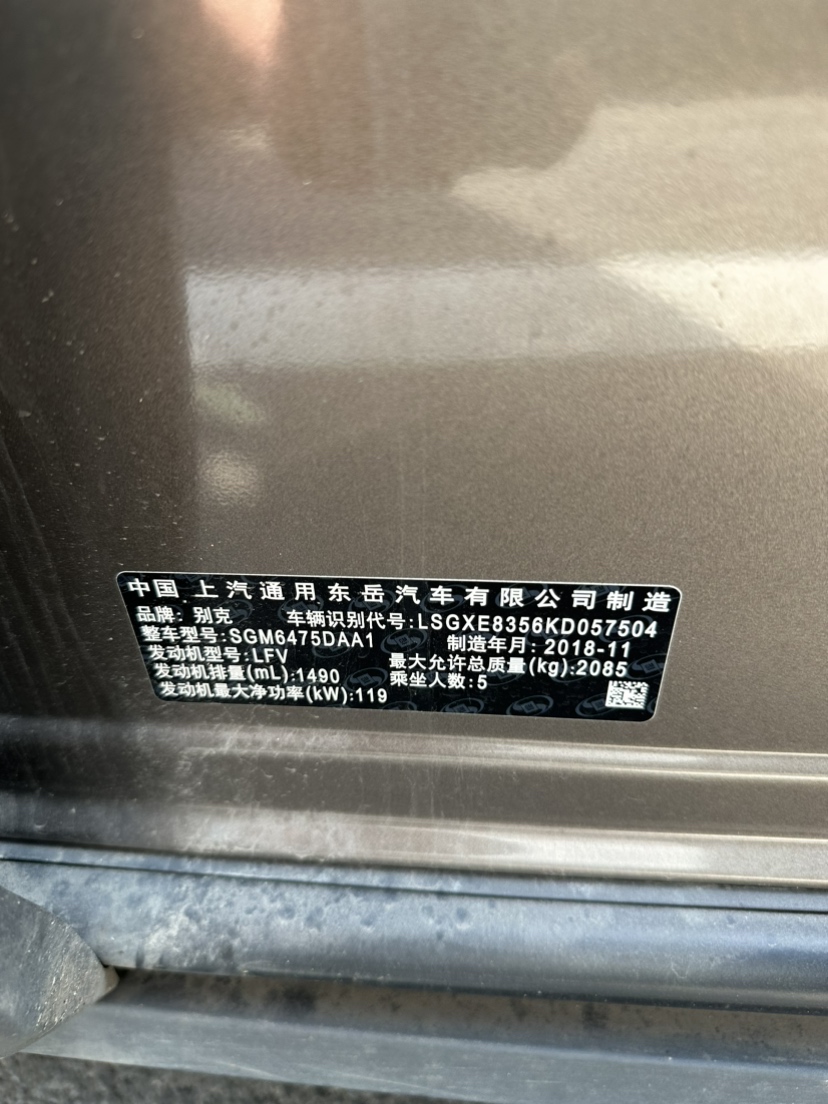 中国 上汽通用东岳汽车有限公司制造
品牌: 别克 车辆识别代号:LSGXE8356KD057504
整车型号:SGM6475DAA1 制造年月: 2018-11
发动机型号:LFV 最大允许总质量(kg):2085
发动机排量(mL):1490 乘坐人数:5
发动机最大净功率(kW):119